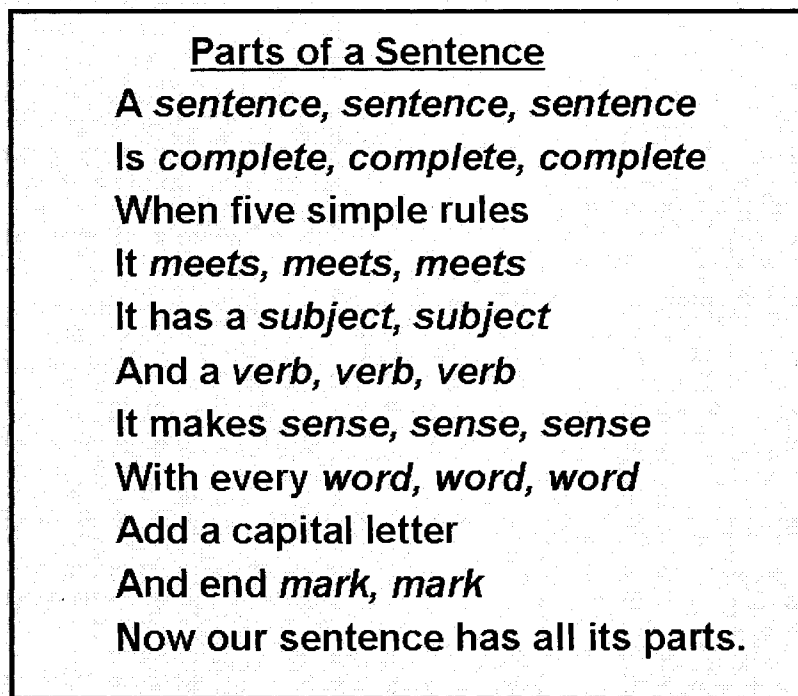 Parts of a Sentence
A sentence, sentence, sentence
Is complete, complete, complete
When five simple rules
It meets, meets, meets
It has a subject, subject
And a verb, verb, verb
It makes sense, sense, sense
With every word, word, word
Add a capital letter
And end mark, mark
Now our sentence has all its parts.